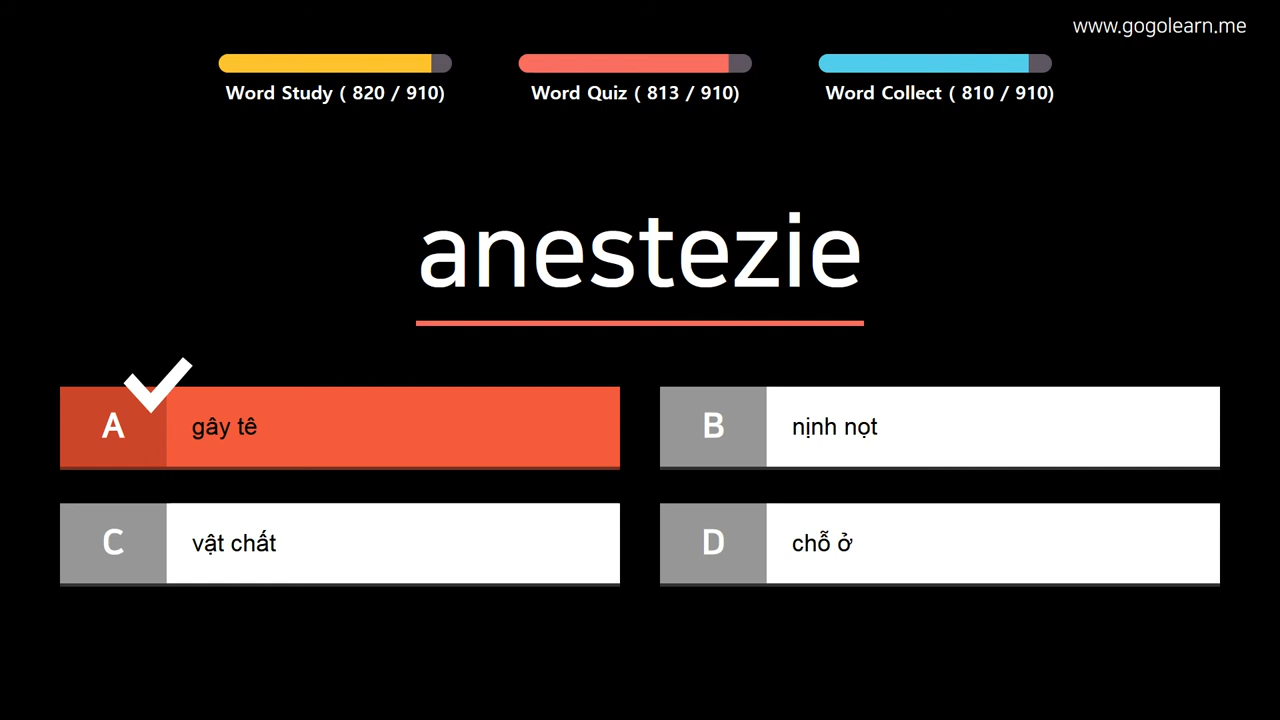 www.gogolearn.me
Word Study ( 820 / 910)
Word Quiz ( 813 / 910)
Word Collect ( 810 / 910)
anestezie
A gây tê
B nịnh nọt
C vật chất
D chỗ ở